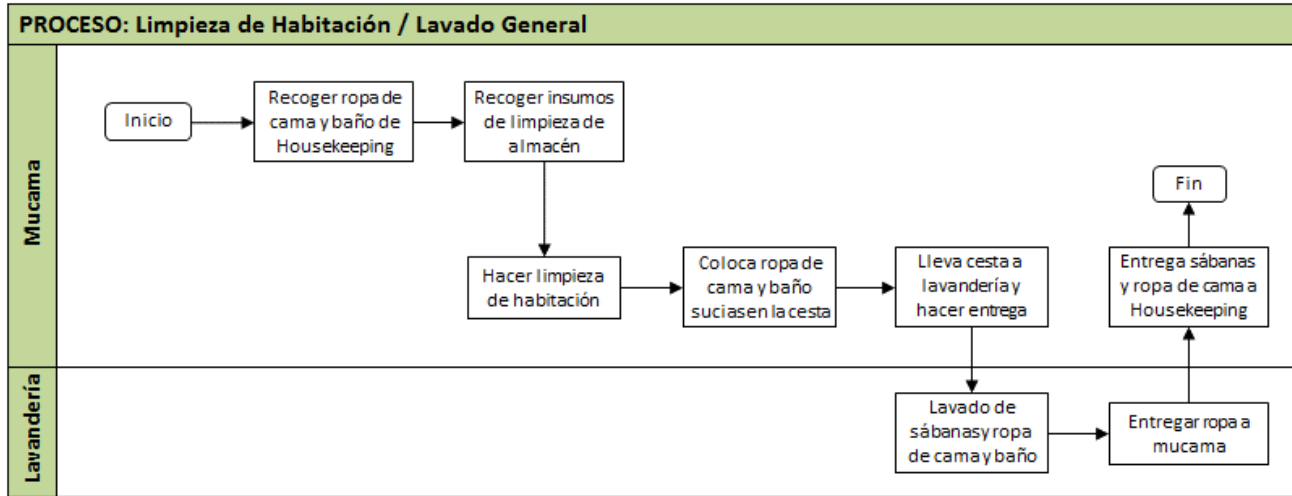 PROCESO: Limpieza de Habitación / Lavado General
Mucama
Inicio
Recoger ropa de
cama y baño de
Housekeeping
Recoger insumos
de limpieza de
almacén
Hacer limpieza
de habitación
Coloca ropa de
cama y baño
sucias en la cesta
Lleva cesta a
lavandería y
hacer entrega
Fin
Entrega sábanas
y ropa de cama a
Housekeeping
Lavandería
Lavado de
sábanas y ropa
de cama y baño
Entregar ropa a
mucama